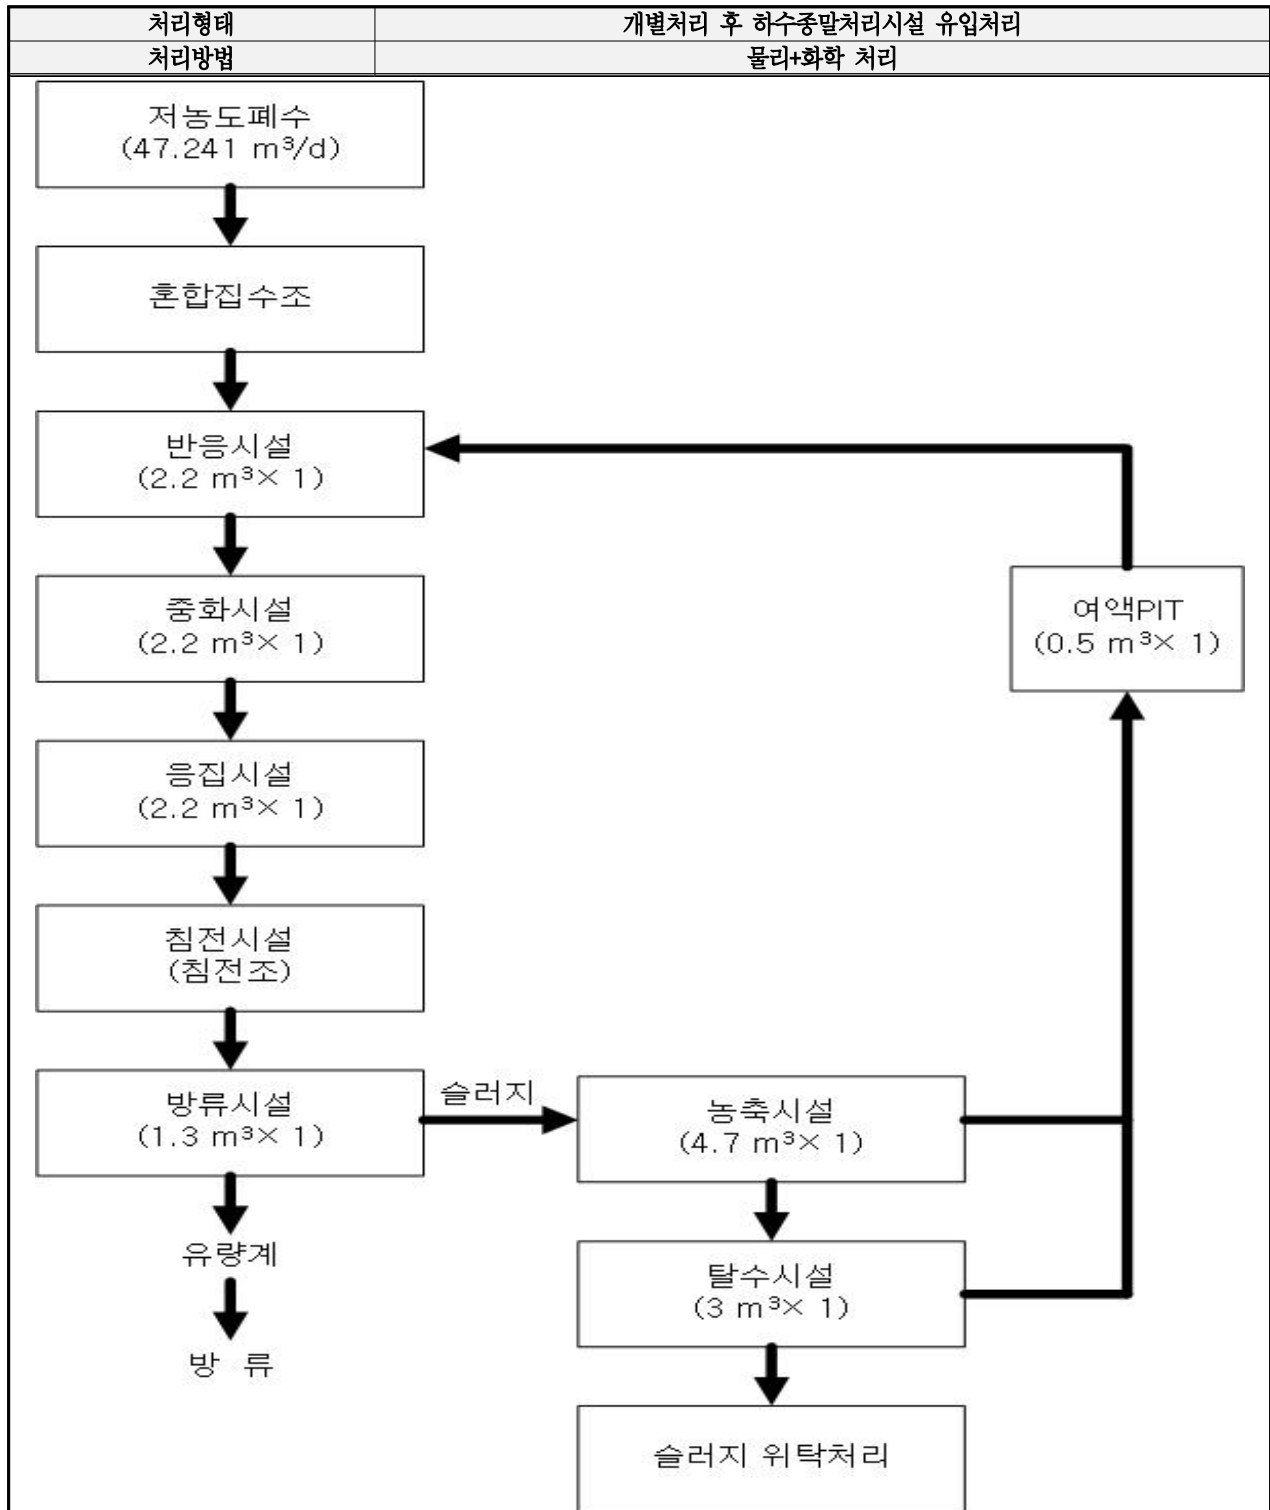 처리형태 개별처리 후 하수종말처리시설 유입처리
처리방법 물리+화학 처리
저농도폐수
(47.241 m³/d)
혼합집수조
반응시설
(2.2 m³× 1)
중화시설
(2.2 m³× 1)
여액PIT
(0.5 m³× 1)
응집시설
(2.2 m³× 1)
침전시설
(침전조)
방류시설
(1.3 m³× 1)
슬러지
농축시설
(4.7 m³× 1)
유량계
탈수시설
(3 m³× 1)
방 류
슬러지 위탁처리